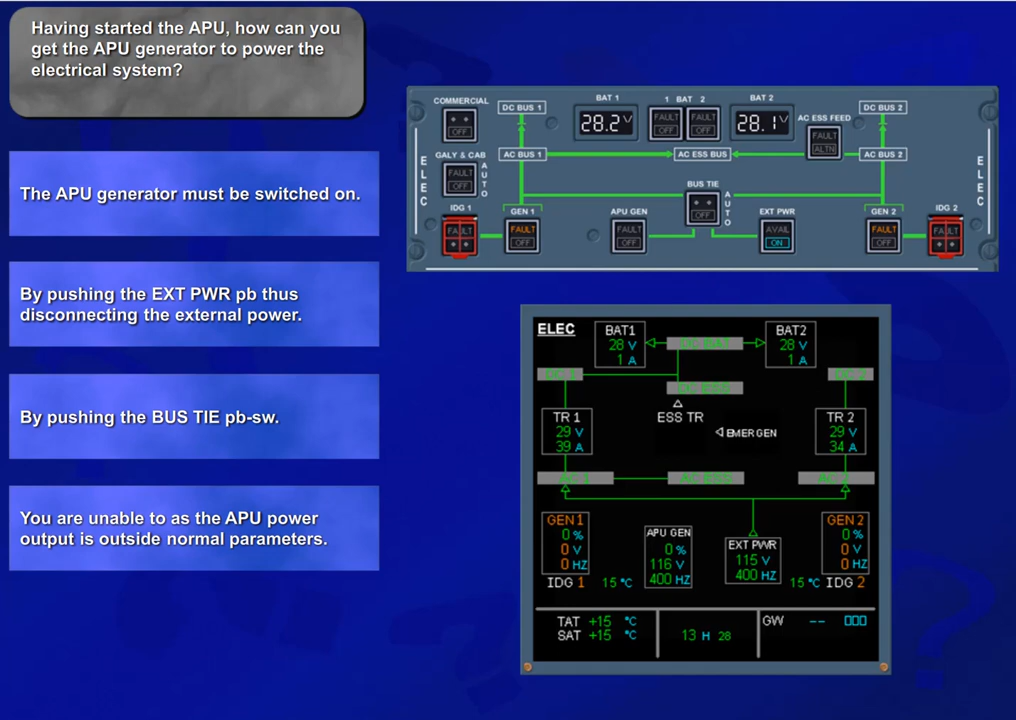 Having started the APU, how can you
get the APU generator to power the
electrical system?
The APU generator must be switched on.
By pushing the EXT PWR pb thus
disconnecting the external power.
By pushing the BUS TIE pb-sw.
You are unable to as the APU power
output is outside normal parameters.
COMMERCIAL
OFF
DC BUS 1
BAT 1
28.2V
1 BAT 2
FAULT OFF
FAULT OFF
BAT 2
28.1V
DC BUS 2
AC ESS FEED
FAULT
ALTN
GALY & CAB
FAULT
OFF
AUTO
AC BUS 1
AC ESS BUS
AC BUS 2
ELEC
ELEC
BUS TIE
OFF
AUTO
IDG 1
FAULT
GEN 1
FAULT
OFF
APU GEN
FAULT
OFF
EXT PWR
AVAIL
ON
GEN 2
FAULT
OFF
IDG 2
FAULT
ELEC
BAT1
28 V
1 A
DC BAT
BAT2
28 V
1 A
DC 1
DC 2
DC ESS
TR 1
29 V
39 A
ESS TR
EMER GEN
TR 2
29 V
34 A
AC 1
AC ESS
AC 2
GEN 1
0 %
0 V
0 HZ
IDG 1
15 °C
APU GEN
0 %
116 V
400 HZ
EXT PWR
115 V
400 HZ
GEN 2
0 %
0 V
0 HZ
15 °C IDG 2
TAT +15 °C
SAT +15 °C
13 H 28
GW --